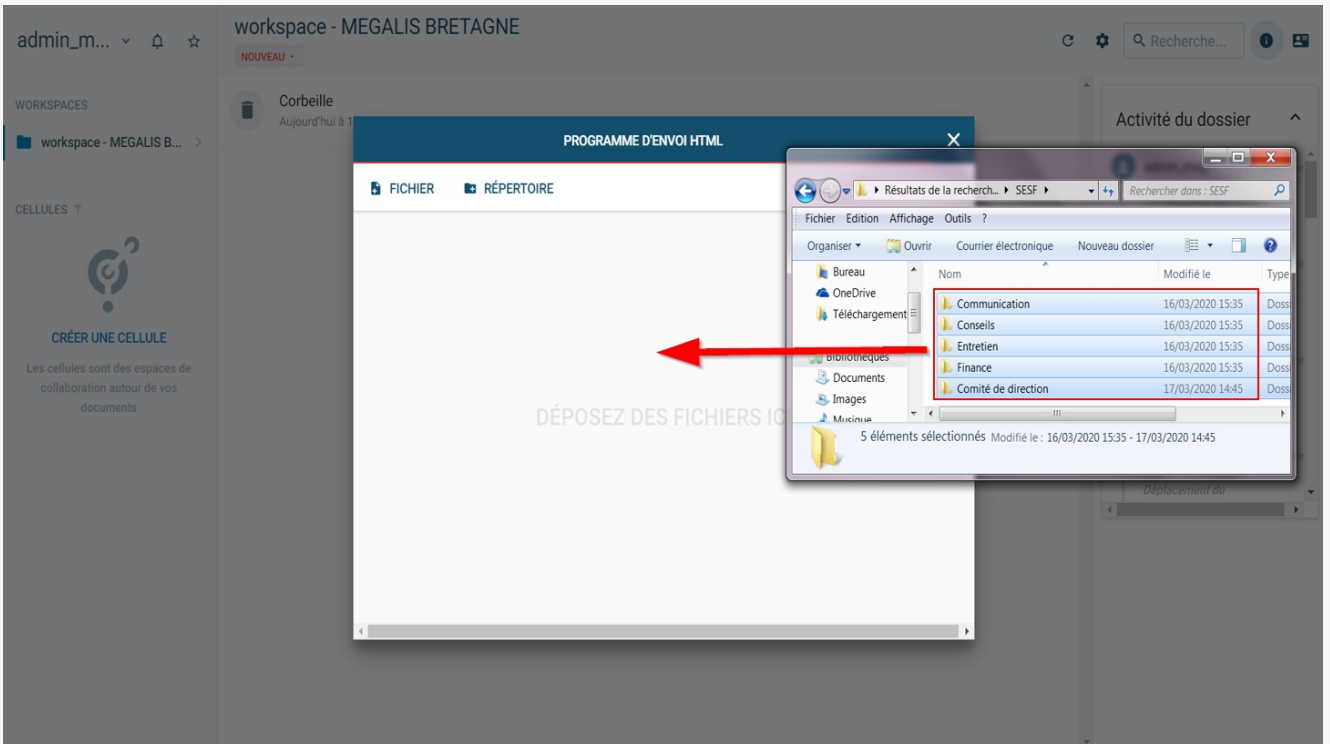 admin_m...
workspace - MEGALIS BRETAGNE
NOUVEAU
Recherche...
WORKSPACES
workspace - MEGALIS B...
CELLULES
CRÉER UNE CELLULE
Les cellules sont des espaces de
collaboration autour de vos
documents
Corbeille
Aujourd'hui à 1
Activité du dossier
PROGRAMME D'ENVOI HTML
FICHIER
RÉPERTOIRE
DÉPOSEZ DES FICHIERS IC
Résultats de la recherch... SESF
Rechercher dans : SESF
Fichier Edition Affichage Outils ?
Organiser Ouvrir Courrier électronique Nouveau dossier
Bureau
OneDrive
Téléchargement
Bibliothèques
Documents
Images
Musique
Nom Modifié le Type
Communication 16/03/2020 15:35 Doss
Conseils 16/03/2020 15:35 Doss
Entretien 16/03/2020 15:35 Doss
Finance 16/03/2020 15:35 Doss
Comité de direction 17/03/2020 14:45 Doss
5 éléments sélectionnés Modifié le : 16/03/2020 15:35 - 17/03/2020 14:45
Déplacement du